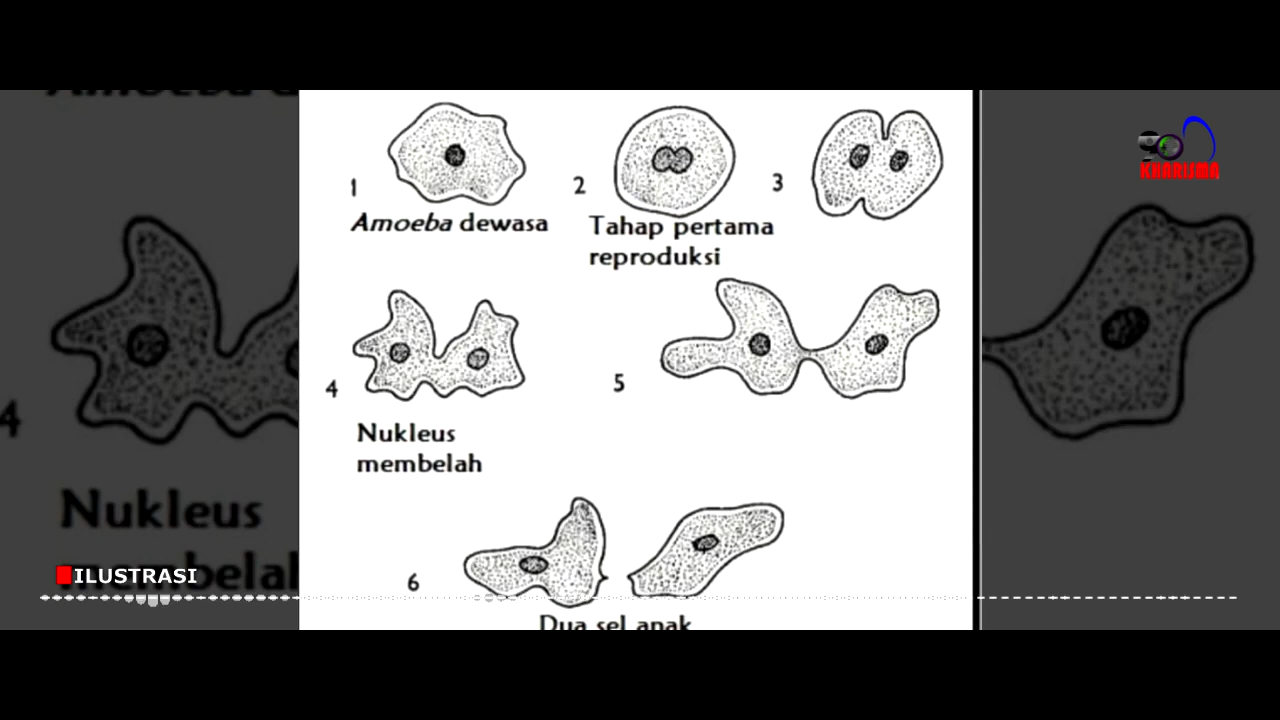 1
Amoeba dewasa
2
Tahap pertama
reproduksi
3
4
Nukleus
membelah
5
6
Dua sel anak
4
Nukleus
membelah
KHARISMA
ILUSTRASI